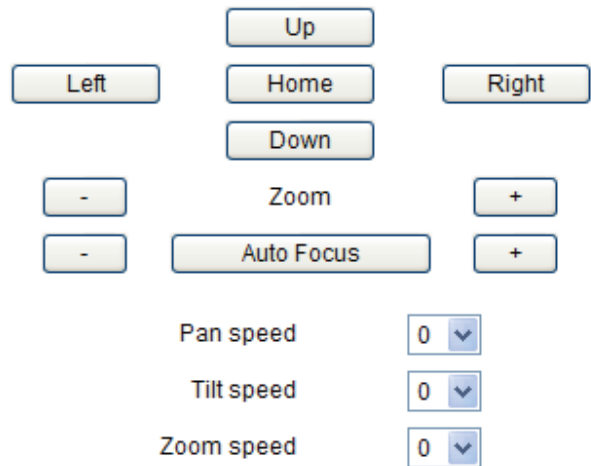 Up
Left Home Right
Down
- Zoom +
- Auto Focus +
Pan speed 0
Tilt speed 0
Zoom speed 0